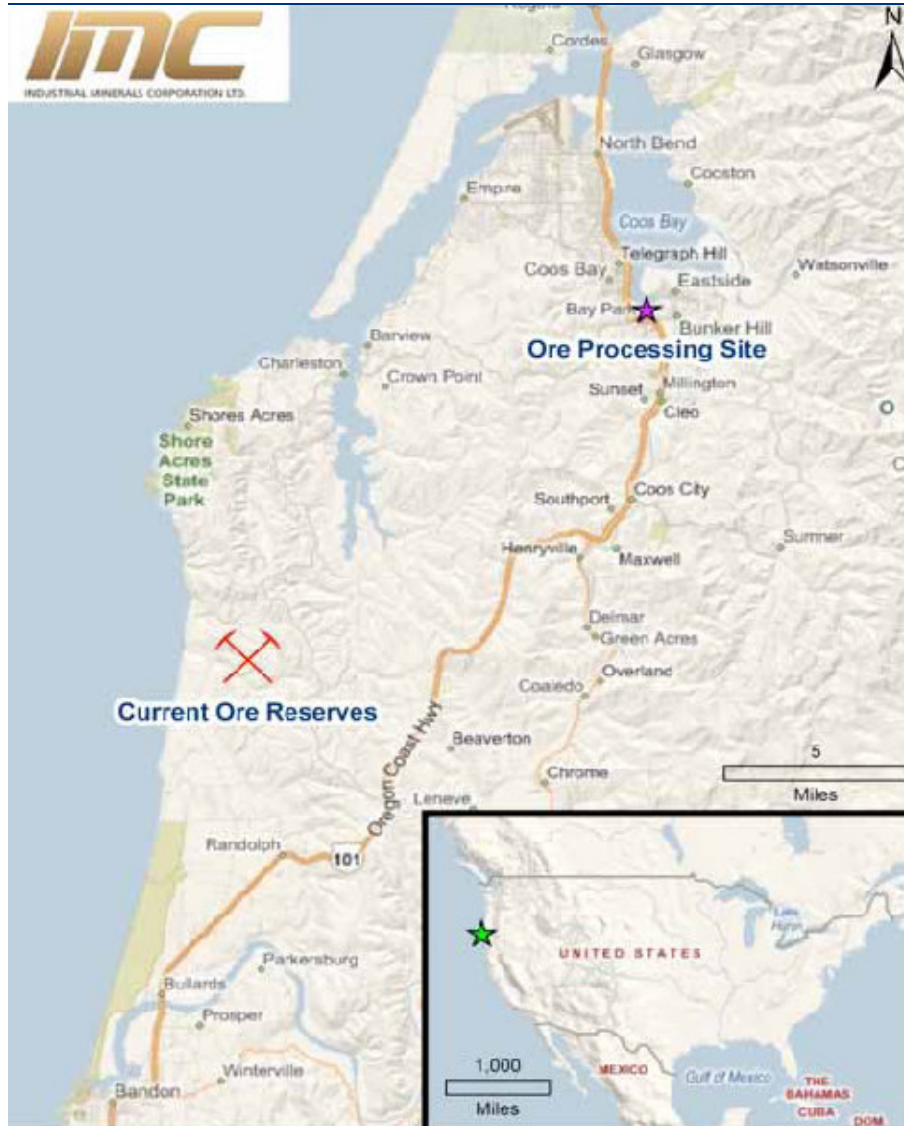 IMC
INDUSTRIAL MINERALS CORPORATION LTD.
N
Cordes
Glasgow
North Bend
Cooston
Empire
Coos Bay
Telegraph Hill
Coos Bay
Watsonville
Eastside
Bay Park
Bunker Hill
Ore Processing Site
Barview
Charleston
Crown Point
Millington
Sunset
Cleo
Shores Acres
Shore
Acres
State
Park
Coos City
Southport
Sumner
Henryville
Maxwell
Delmar
Green Acres
Overland
Coaledo
Current Ore Reserves
Oregon Coast Hwy
Beaverton
5
Miles
Chrome
Leneve
Randolph
101
Parkersburg
Bullards
Prosper
Winterville
Bandon
Lake
Huron
UNITED STATES
1,000
Miles
MEXICO
Gulf of Mexico
THE
BAHAMAS
CUBA
DOM